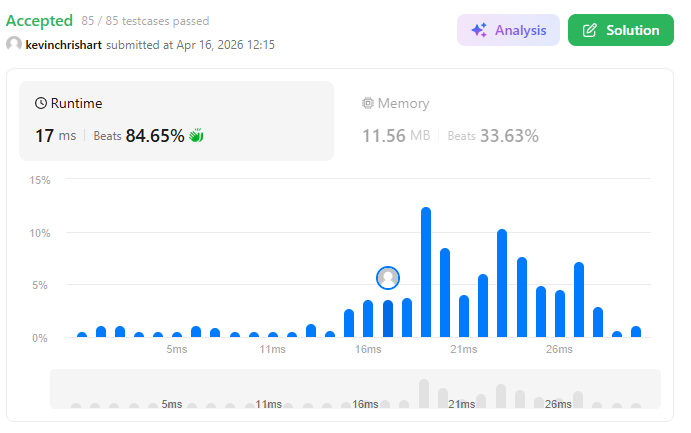 Accepted 85 / 85 testcases passed
kevinchrishart submitted at Apr 16, 2026 12:15
Analysis
Solution
Runtime
17 ms Beats 84.65%
Memory
11.56 MB Beats 33.63%
15%
10%
5%
0%
5ms 11ms 16ms 21ms 26ms
5ms 11ms 16ms 21ms 26ms